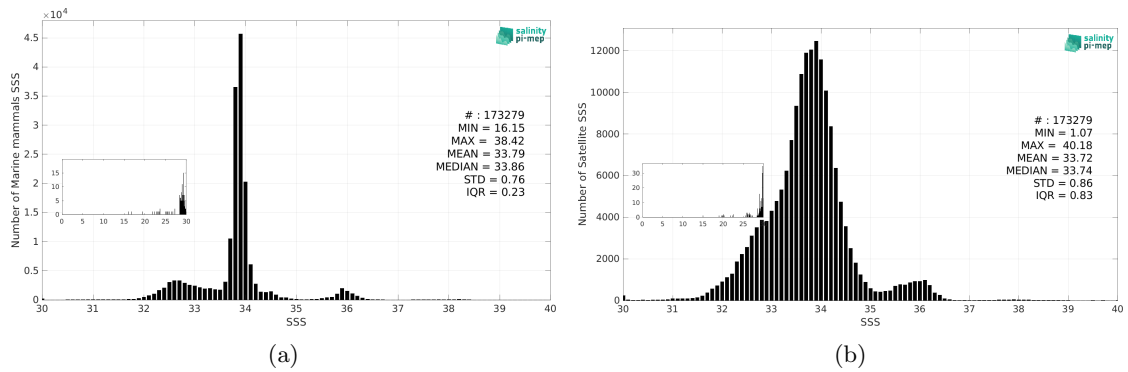 ×10⁴
salinity
pi-mep
4.5
4
3.5
3
2.5
2
1.5
1
0.5
0
Number of Marine mammals SSS
# : 173279
MIN = 16.15
MAX = 38.42
MEAN = 33.79
MEDIAN = 33.86
STD = 0.76
IQR = 0.23
15
10
5
0
0 5 10 15 20 25 30
30 31 32 33 34 35 36 37 38 39 40
SSS
(a)
salinity
pi-mep
12000
10000
8000
6000
4000
2000
0
Number of Satellite SSS
# : 173279
MIN = 1.07
MAX = 40.18
MEAN = 33.72
MEDIAN = 33.74
STD = 0.86
IQR = 0.83
30
20
10
0
0 5 10 15 20 25 30
30 31 32 33 34 35 36 37 38 39 40
SSS
(b)